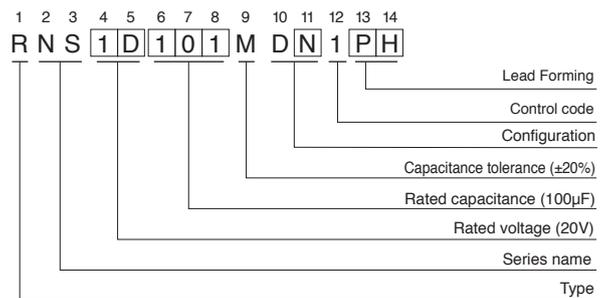 1 2 3 4 5 6 7 8 9 10 11 12 13 14
R N S 1 D 1 0 1 M D N 1 P H
Lead Forming
Control code
Configuration
Capacitance tolerance (±20%)
Rated capacitance (100µF)
Rated voltage (20V)
Series name
Type